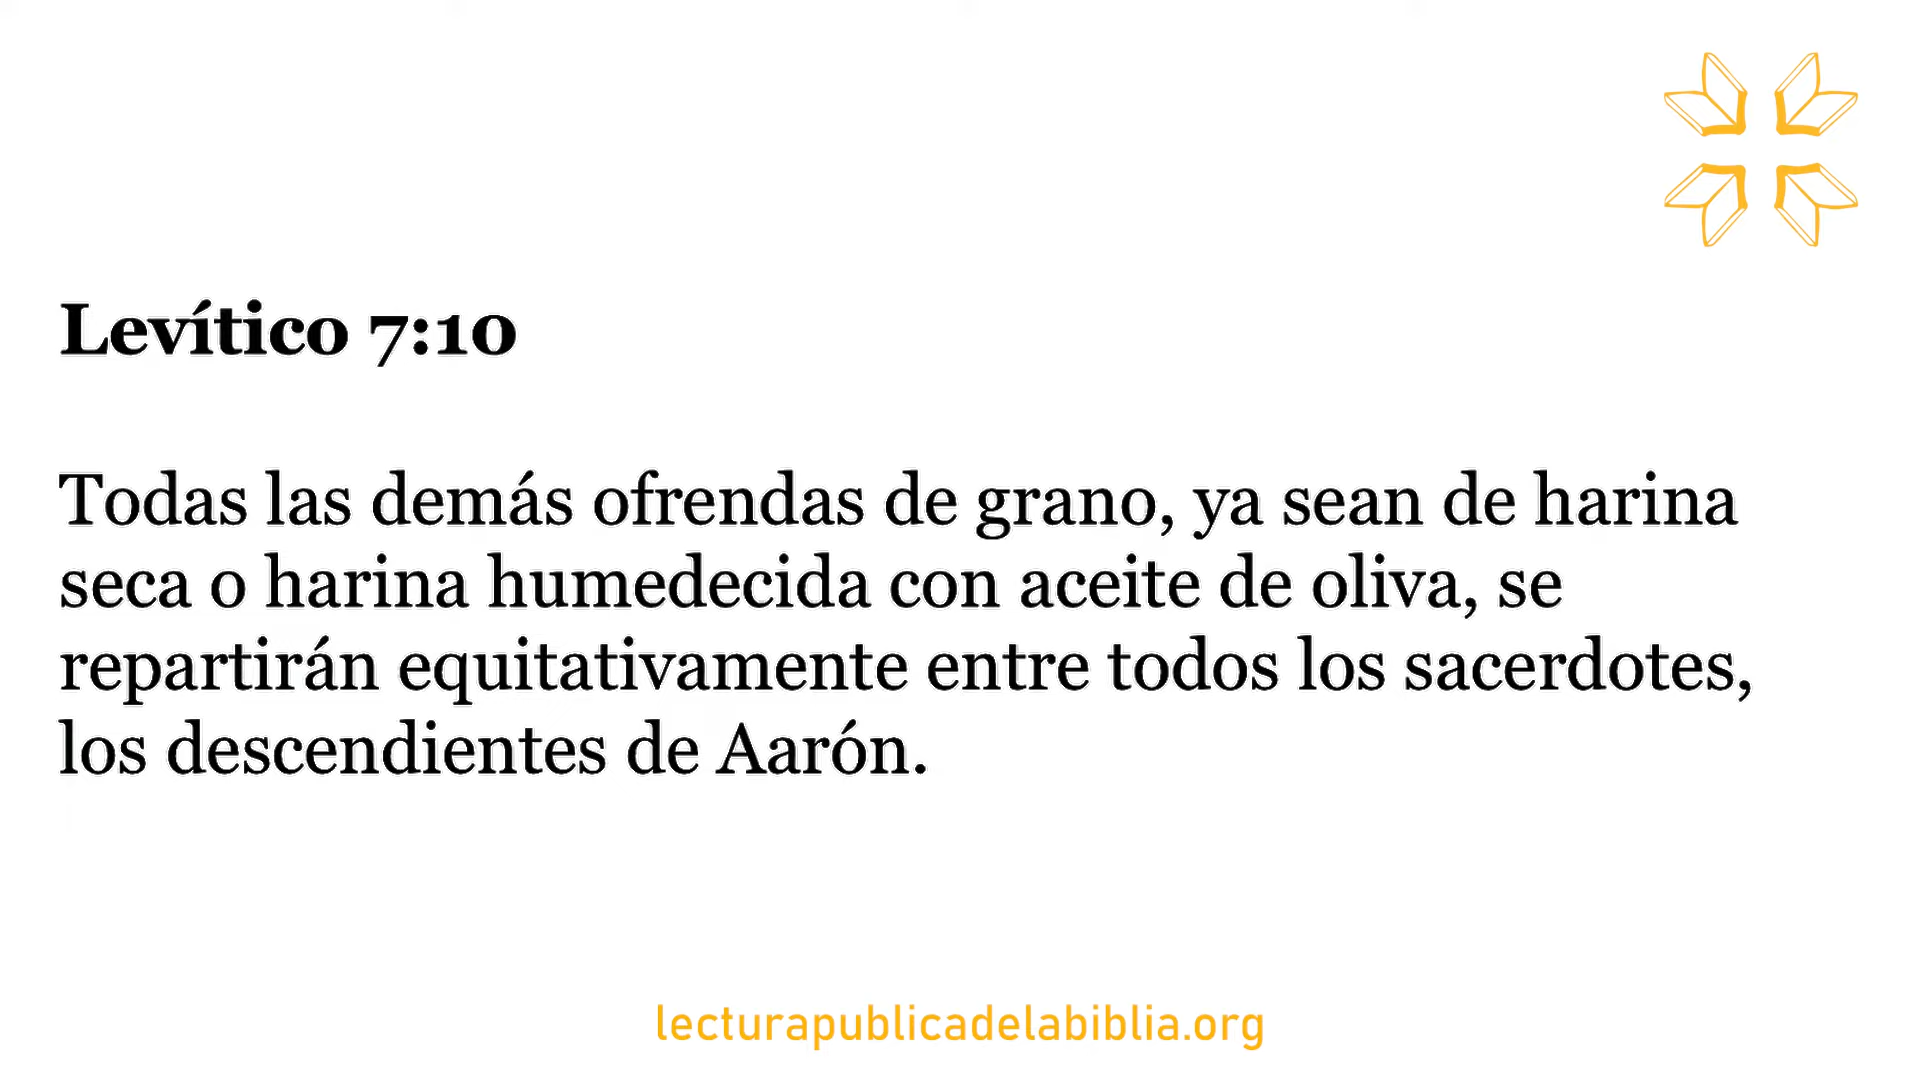 Levítico 7:10
Todas las demás ofrendas de grano, ya sean de harina
seca o harina humedecida con aceite de oliva, se
repartirán equitativamente entre todos los sacerdotes,
los descendientes de Aarón.
lecturapublicadelabiblia.org